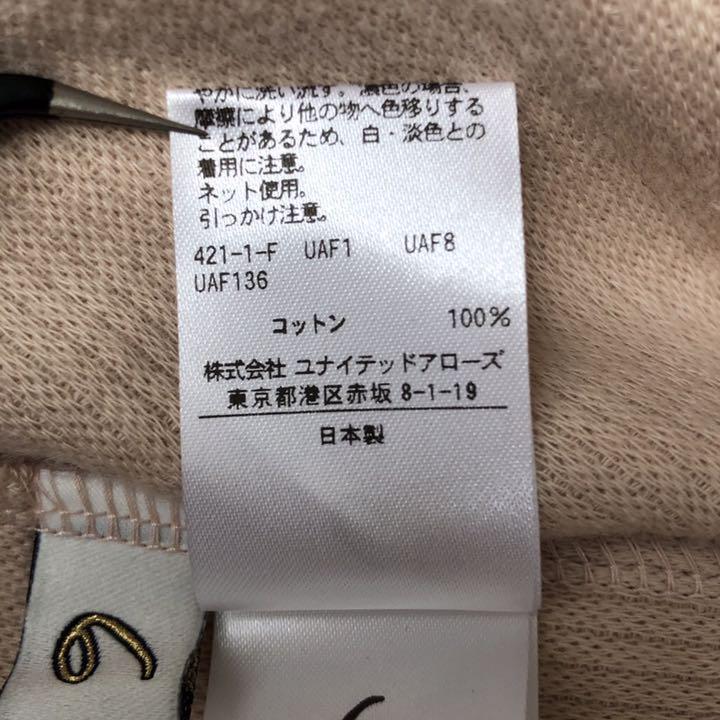 やかに洗い流す。濃色の場合、
摩擦により他の物へ色移りする
ことがあるため、白・淡色との
着用に注意。
ネット使用。
引っかけ注意。
421-1-F UAF1 UAF8
UAF136
コットン 100%
株式会社 ユナイテッドアローズ
東京都港区赤坂 8-1-19
日本製